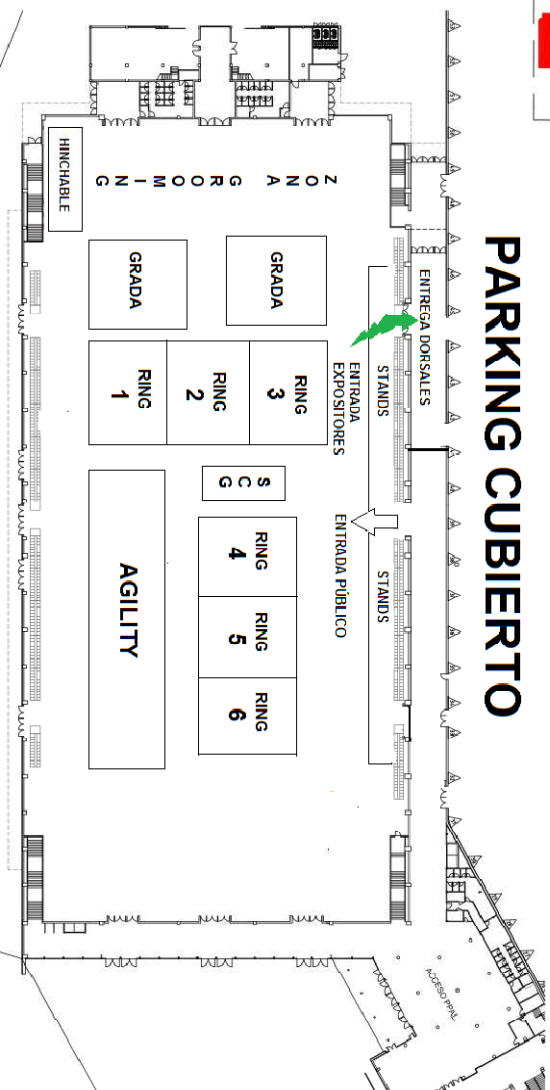 PARKING CUBIERTO
ENTREGA DORSALES
STANDS
STANDS
ENTRADA
EXPOSITORES
ENTRADA PÚBLICO
ZONA GROOMING
HINCHABLE
GRADA
GRADA
RING
3
RING
2
RING
1
S
C
G
RING
4
RING
5
RING
6
AGILITY
ACCESO PPAL.